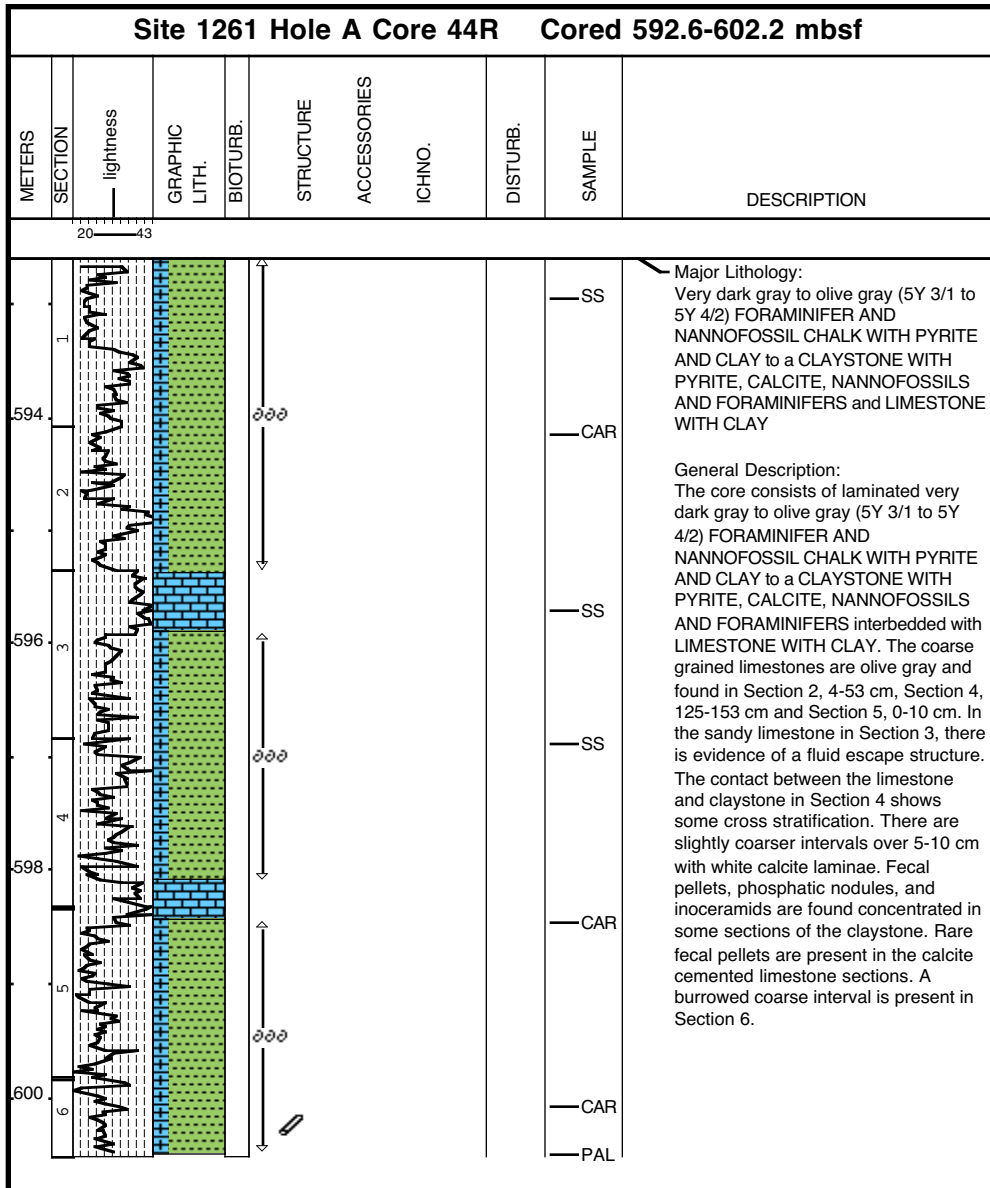 Site 1261 Hole A Core 44R Cored 592.6-602.2 mbsf
METERS
SECTION
lightness
GRAPHIC
LITH.
BIOTURB.
STRUCTURE
ACCESSORIES
ICHNO.
DISTURB.
SAMPLE
DESCRIPTION
20 43
594
596
598
600
1
2
3
4
5
6
SS
CAR
SS
SS
CAR
CAR
PAL
Major Lithology:
Very dark gray to olive gray (5Y 3/1 to
5Y 4/2) FORAMINIFER AND
NANNOFOSSIL CHALK WITH PYRITE
AND CLAY to a CLAYSTONE WITH
PYRITE, CALCITE, NANNOFOSSILS
AND FORAMINIFERS and LIMESTONE
WITH CLAY
General Description:
The core consists of laminated very
dark gray to olive gray (5Y 3/1 to 5Y
4/2) FORAMINIFER AND
NANNOFOSSIL CHALK WITH PYRITE
AND CLAY to a CLAYSTONE WITH
PYRITE, CALCITE, NANNOFOSSILS
AND FORAMINIFERS interbedded with
LIMESTONE WITH CLAY. The coarse
grained limestones are olive gray and
found in Section 2, 4-53 cm, Section 4,
125-153 cm and Section 5, 0-10 cm. In
the sandy limestone in Section 3, there
is evidence of a fluid escape structure.
The contact between the limestone
and claystone in Section 4 shows
some cross stratification. There are
slightly coarser intervals over 5-10 cm
with white calcite laminae. Fecal
pellets, phosphatic nodules, and
inoceramids are found concentrated in
some sections of the claystone. Rare
fecal pellets are present in the calcite
cemented limestone sections. A
burrowed coarse interval is present in
Section 6.